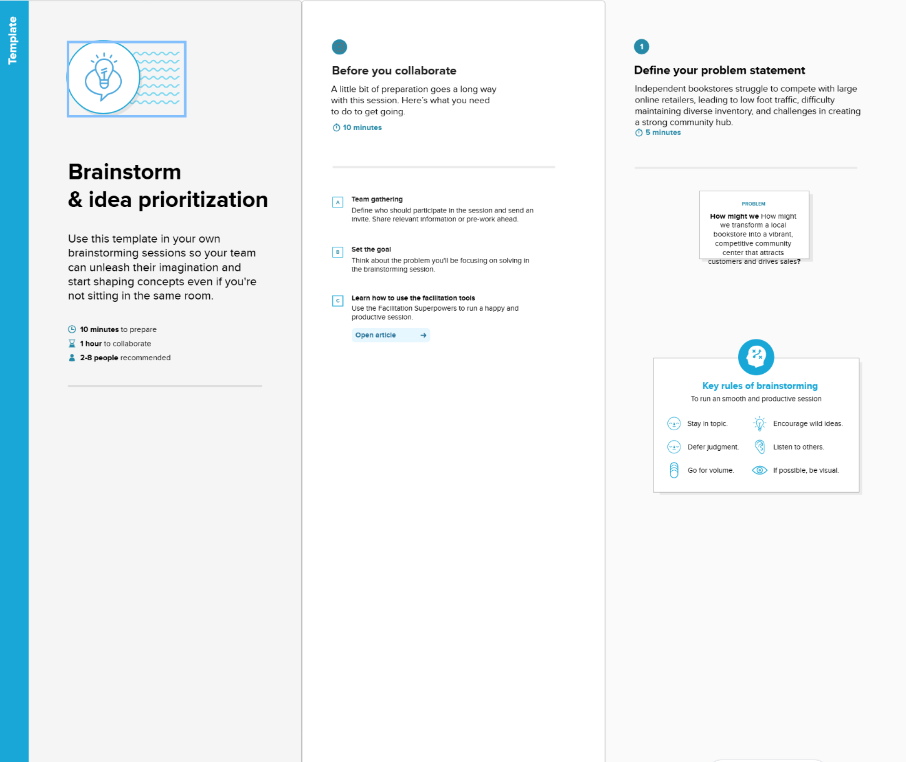 Template
Brainstorm
& idea prioritization
Use this template in your own
brainstorming sessions so your team
can unleash their imagination and
start shaping concepts even if you're
not sitting in the same room.
10 minutes to prepare
1 hour to collaborate
2-8 people recommended
Before you collaborate
A little bit of preparation goes a long way
with this session. Here's what you need
to do to get going.
10 minutes
A
Team gathering
Define who should participate in the session and send an
invite. Share relevant information or pre-work ahead.
B
Set the goal
Think about the problem you'll be focusing on solving in
the brainstorming session.
C
Learn how to use the facilitation tools
Use the Facilitation Superpowers to run a happy and
productive session.
Open article
1
Define your problem statement
Independent bookstores struggle to compete with large
online retailers, leading to low foot traffic, difficulty
maintaining diverse inventory, and challenges in creating
a strong community hub.
5 minutes
PROBLEM
How might we How might
we transform a local
bookstore into a vibrant,
competitive community
center that attracts
customers and drives sales?
Key rules of brainstorming
To run an smooth and productive session
Stay in topic.
Encourage wild ideas.
Defer judgment.
Listen to others.
Go for volume.
If possible, be visual.